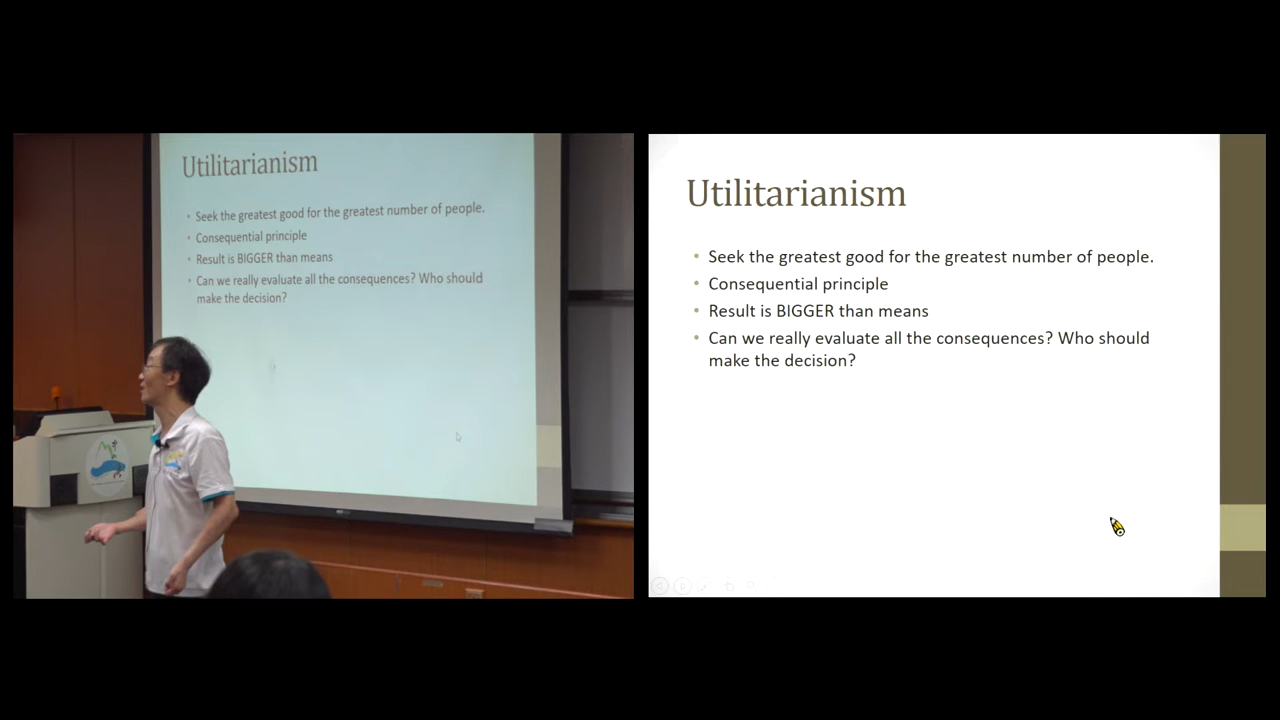 Utilitarianism
• Seek the greatest good for the greatest number of people.
• Consequential principle
• Result is BIGGER than means
• Can we really evaluate all the consequences? Who should
make the decision?
Utilitarianism
• Seek the greatest good for the greatest number of people.
• Consequential principle
• Result is BIGGER than means
• Can we really evaluate all the consequences? Who should
make the decision?